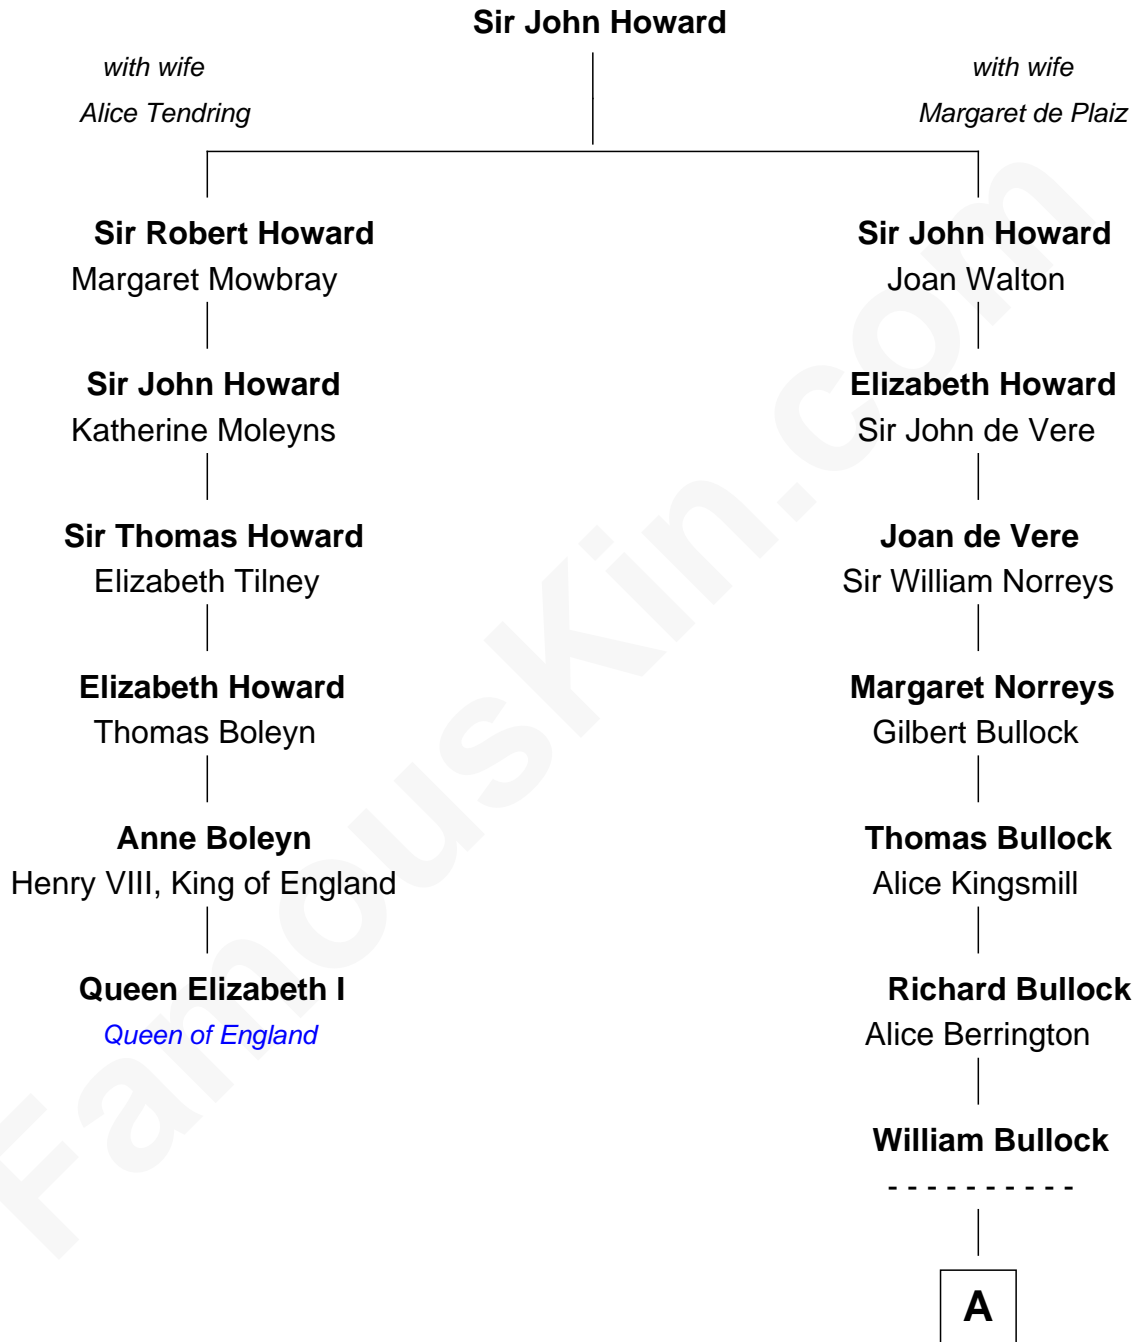 Sir John Howard
with wife
Alice Tendring
with wife
Margaret de Plaiz
Sir Robert Howard
Margaret Mowbray
Sir John Howard
Joan Walton
Sir John Howard
Katherine Moleyns
Elizabeth Howard
Sir John de Vere
Sir Thomas Howard
Elizabeth Tilney
Joan de Vere
Sir William Norreys
Elizabeth Howard
Thomas Boleyn
Margaret Norreys
Gilbert Bullock
Anne Boleyn
Henry VIII, King of England
Thomas Bullock
Alice Kingsmill
Queen Elizabeth I
Queen of England
Richard Bullock
Alice Berrington
William Bullock
- - - - - - - - - -
A
FamousKin.com